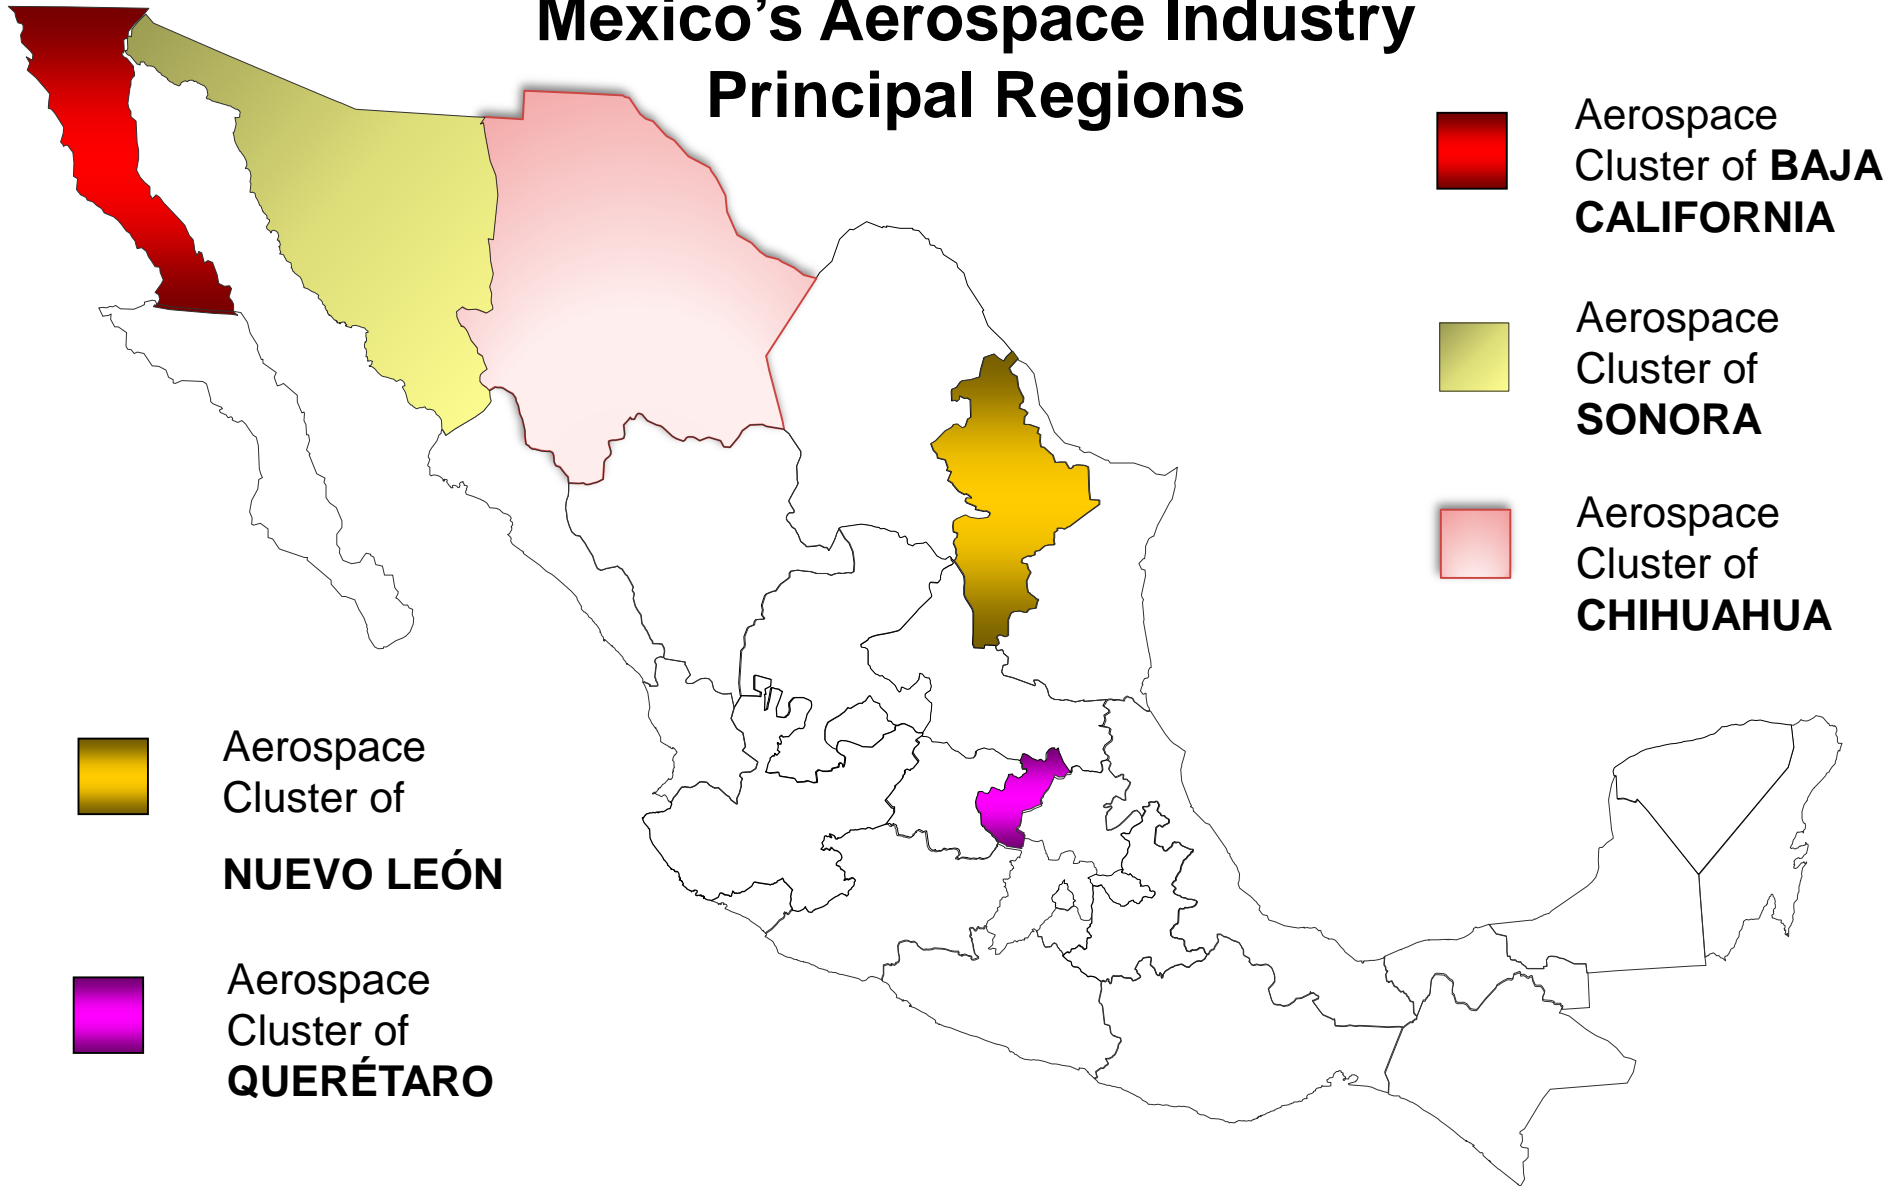 Mexico’s Aerospace Industry
Principal Regions
Aerospace
Cluster of BAJA
CALIFORNIA
Aerospace
Cluster of
SONORA
Aerospace
Cluster of
CHIHUAHUA
Aerospace
Cluster of
NUEVO LEÓN
Aerospace
Cluster of
QUERÉTARO